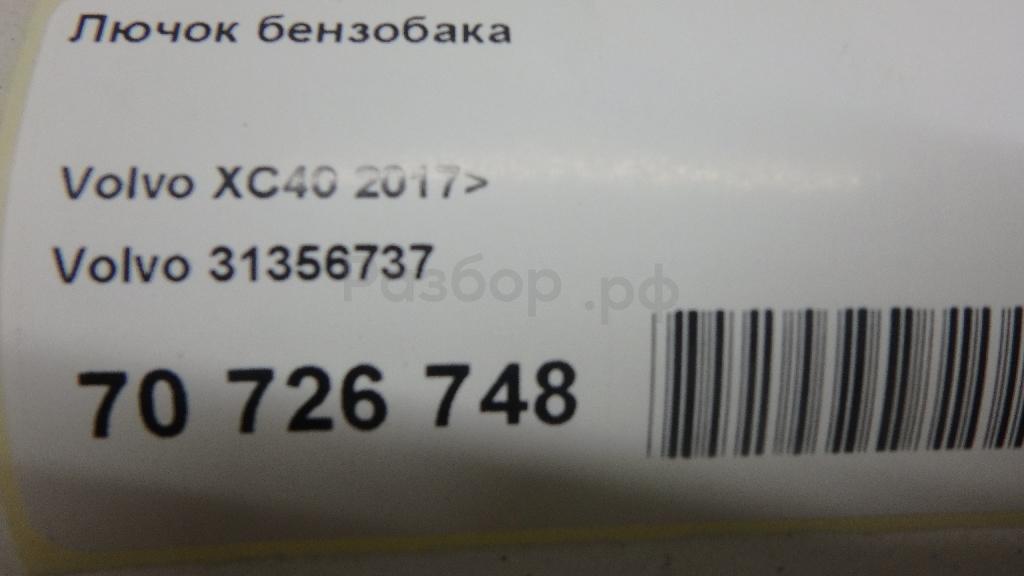 Лючок бензобака
Volvo XC40 2017>
Volvo 31356737
Разбор.рф
70 726 748